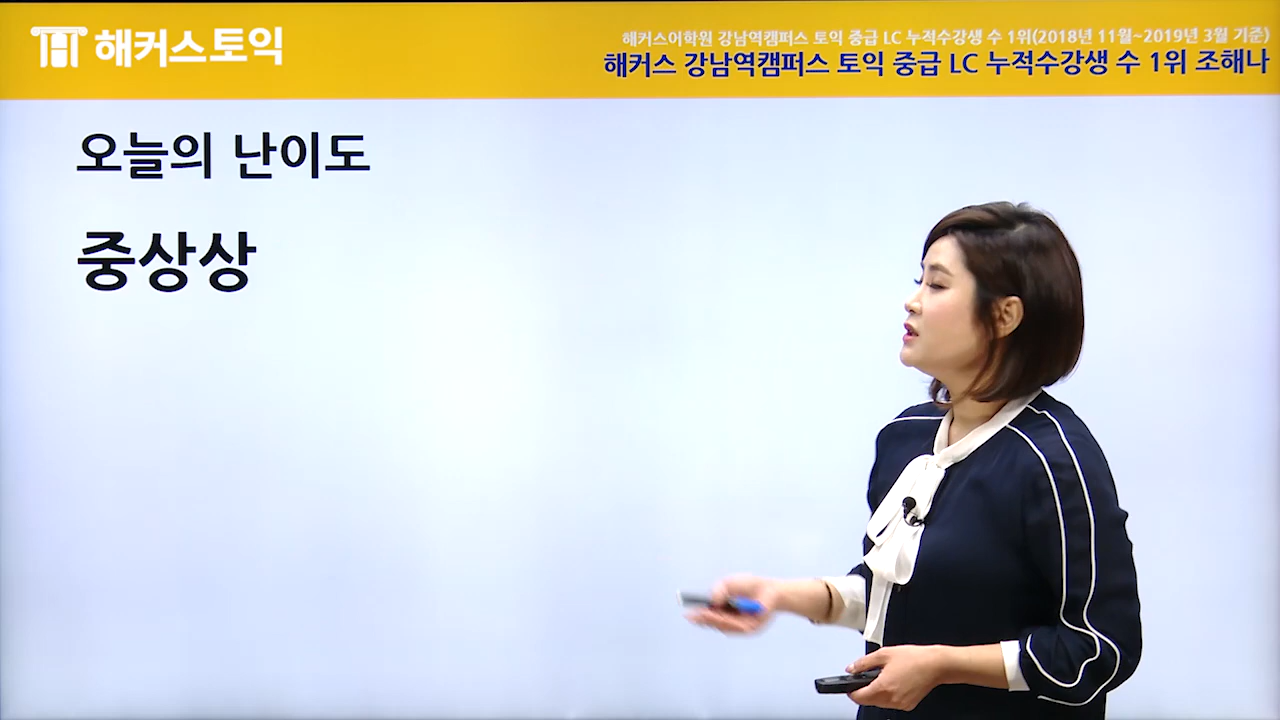 해커스토익
해커스어학원 강남역캠퍼스 토익 중급 LC 누적수강생 수 1위(2018년 11월~2019년 3월 기준)
해커스 강남역캠퍼스 토익 중급 LC 누적수강생 수 1위 조해나
오늘의 난이도
중상상